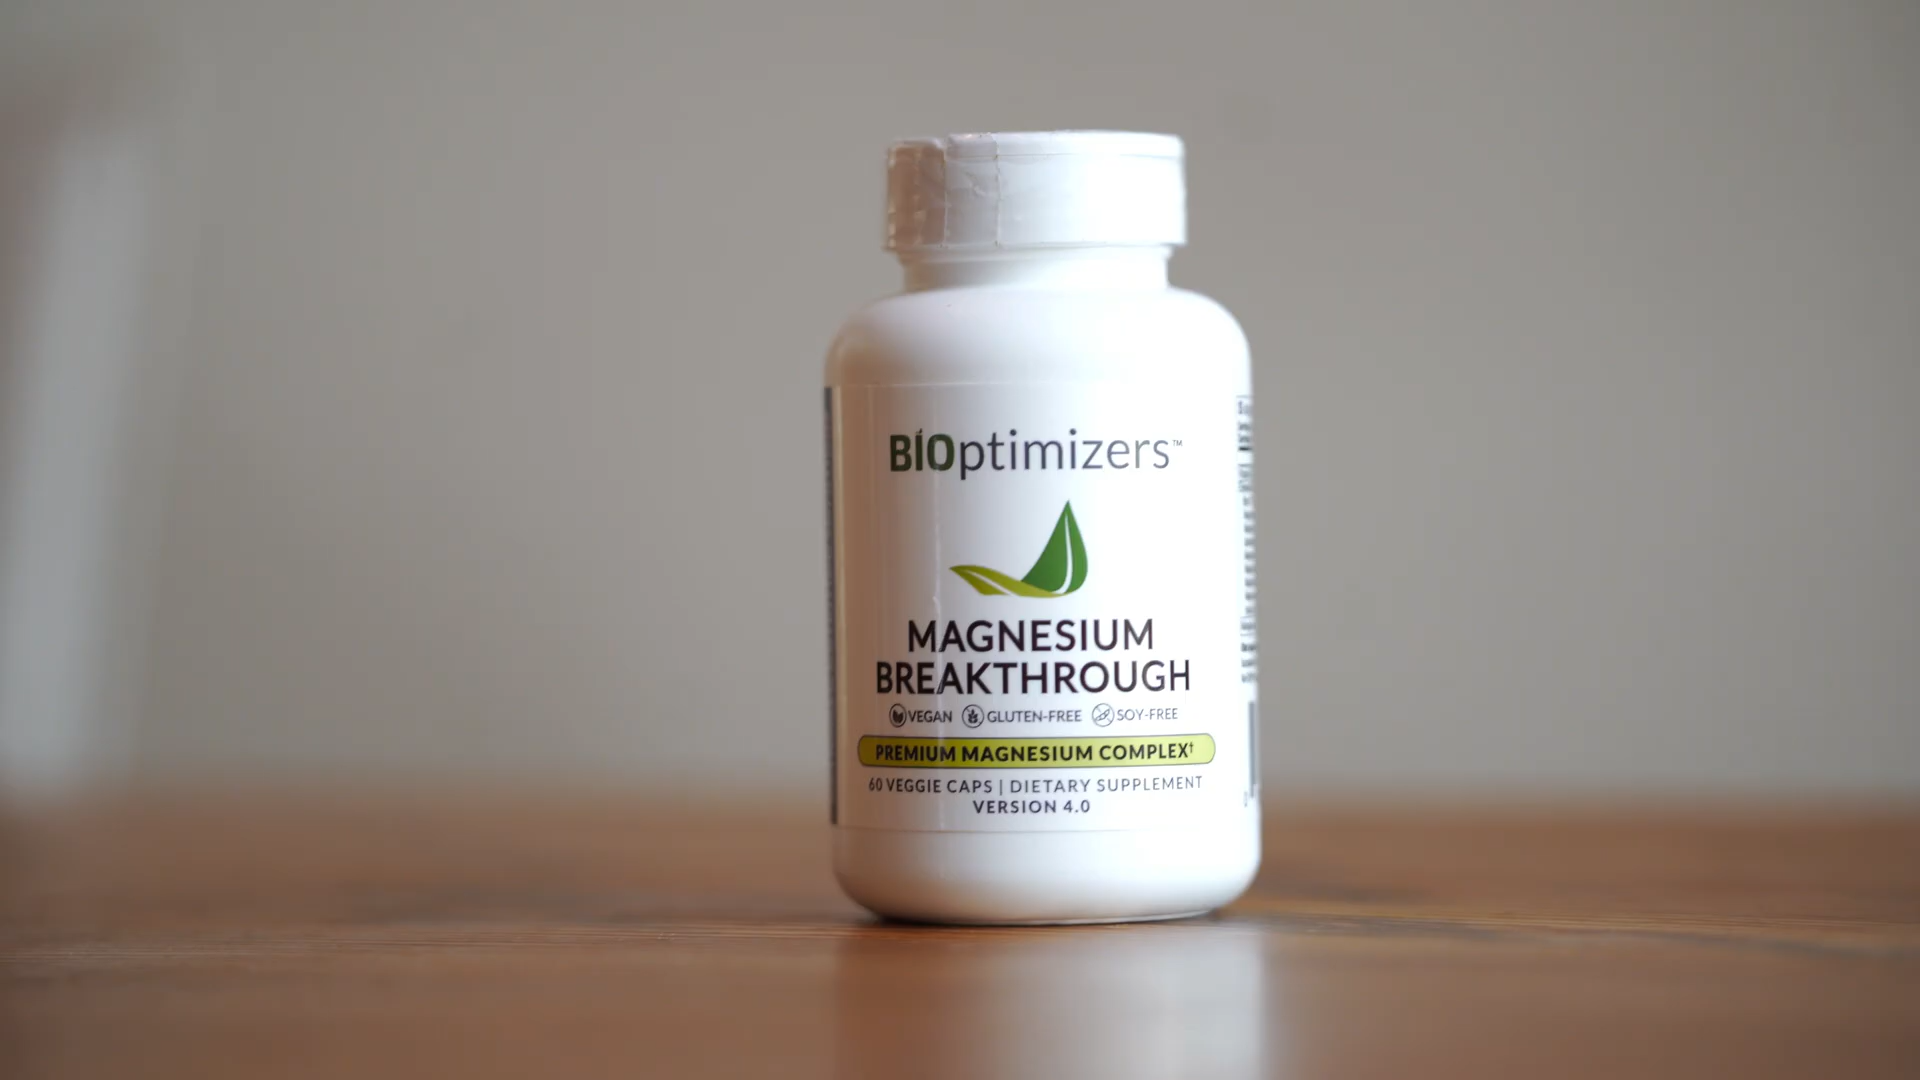 BIOptimizers™
MAGNESIUM
BREAKTHROUGH
VEGAN GLUTEN-FREE SOY-FREE
PREMIUM MAGNESIUM COMPLEX†
60 VEGGIE CAPS | DIETARY SUPPLEMENT
VERSION 4.0